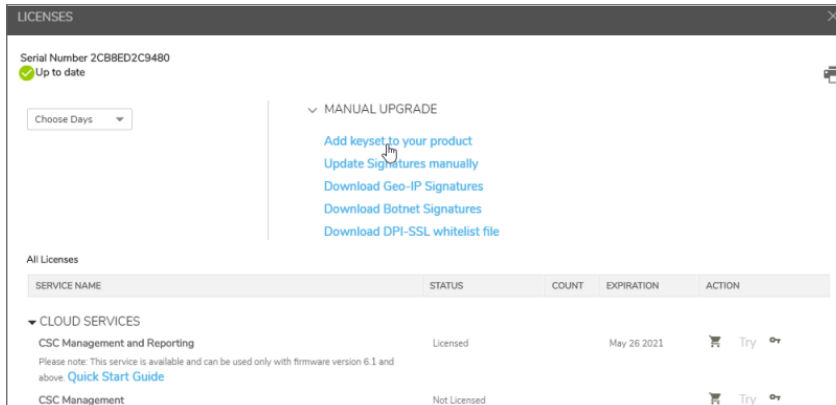 LICENSES
Serial Number 2CB8ED2C9480
Up to date
Choose Days
MANUAL UPGRADE
Add keyset to your product
Update Signatures manually
Download Geo-IP Signatures
Download Botnet Signatures
Download DPI-SSL whitelist file
All Licenses
SERVICE NAME STATUS COUNT EXPIRATION ACTION
CLOUD SERVICES
CSC Management and Reporting Licensed May 26 2021 Try
Please note: This service is available and can be used only with firmware version 6.1 and
above. Quick Start Guide
CSC Management Not Licensed Try